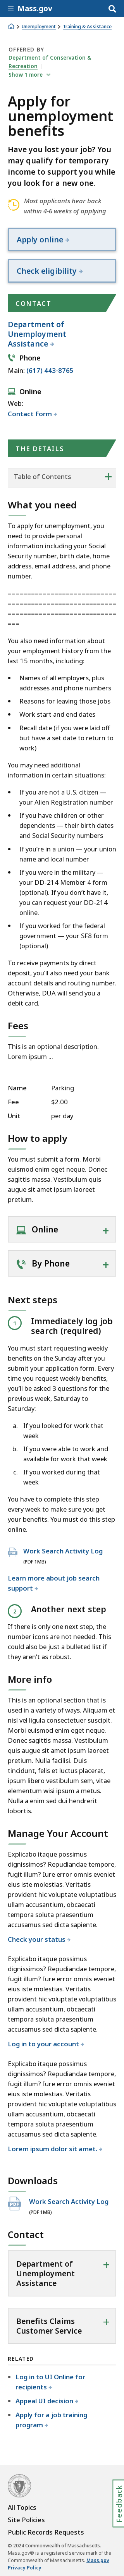 Mass.gov
Unemployment > Training & Assistance
OFFERED BY
Department of Conservation &
Recreation
Show 1 more
Apply for
unemployment
benefits
Have you lost your job? You
may qualify for temporary
income to support you while
you look for a new one.
Most applicants hear back
within 4-6 weeks of applying
Apply online
Check eligibility
CONTACT
Department of
Unemployment
Assistance
Phone
Main: (617) 443-8765
Online
Web:
Contact Form
THE DETAILS
Table of Contents
What you need
To apply for unemployment, you
need to provide personal
information including your Social
Security number, birth date, home
address, email address, and phone
number.
============================
============================
============================
===
You also need information about
your employment history from the
last 15 months, including:
• Names of all employers, plus
addresses and phone numbers
• Reasons for leaving those jobs
• Work start and end dates
• Recall date (if you were laid off
but have a set date to return to
work)
You may need additional
information in certain situations:
• If you are not a U.S. citizen —
your Alien Registration number
• If you have children or other
dependents — their birth dates
and Social Security numbers
• If you're in a union — your union
name and local number
• If you were in the military —
your DD-214 Member 4 form
(optional). If you don't have it,
you can request your DD-214
online.
• If you worked for the federal
government — your SF8 form
(optional)
To receive payments by direct
deposit, you'll also need your bank
account details and routing number.
Otherwise, DUA will send you a
debit card.
Fees
This is an optional description.
Lorem ipsum ...
Name Parking
Fee $2.00
Unit per day
How to apply
You must submit a form. Morbi
euismod enim eget neque. Donec
sagittis massa. Vestibulum quis
augue sit amet ipsum laoreet
pretium.
Online
By Phone
Next steps
1 Immediately log job
search (required)
You must start requesting weekly
benefits on the Sunday after you
submit your application. Every time
you request weekly benefits, you'll
be asked 3 questions about the
previous week, Saturday to
Saturday:
a. If you looked for work that
week
b. If you were able to work and
available for work that week
c. If you worked during that
week
You have to complete this step
every week to make sure you get
your benefits. You must do this step
online.
Work Search Activity Log
(PDF 1MB)
Learn more about job search
support
2 Another next step
If there is only one next step, the
number indicates are not needed.
This could also be just a bulleted list
if they aren't as robust.
More info
This is an optional section that is
used in a variety of ways. Aliquam et
nisl vel ligula consectetuer suscipit.
Morbi euismod enim eget neque.
Donec sagittis massa. Vestibulum
quis augue sit amet ipsum laoreet
pretium. Nulla facilisi. Duis
tincidunt, felis et luctus placerat,
ipsum libero vestibulum sem, vitae
elementum wisi ipsum a metus.
Nulla a enim sed dui hendrerit
lobortis.
Manage Your Account
Explicabo itaque possimus
dignissimos? Repudiandae tempore,
fugit illum? Iure error omnis eveniet
eius molestias reiciendis. Veritatis
provident hic voluptate voluptatibus
ullam accusantium, accusamus
dicta suscipit aspernatur sapiente.
Check your status
Explicabo itaque possimus
dignissimos? Repudiandae tempore,
fugit illum? Iure error omnis eveniet
eius molestias reiciendis. Veritatis
provident hic voluptate voluptatibus
ullam accusantium, accusamus
dicta suscipit aspernatur sapiente.
Log in to your account
Explicabo itaque possimus
dignissimos? Repudiandae tempore,
fugit illum? Iure error omnis eveniet
eius molestias reiciendis. Veritatis
provident hic voluptate voluptatibus
ullam accusantium, accusamus
dicta suscipit aspernatur sapiente.
Lorem ipsum dolor sit amet.
Downloads
Work Search Activity Log
(PDF 1MB)
Contact
Department of
Unemployment
Assistance
Benefits Claims
Customer Service
RELATED
• Log in to UI Online for
recipients
• Appeal UI decision
• Apply for a job training
program
Feedback
All Topics
Site Policies
Public Records Requests
© 2024 Commonwealth of Massachusetts.
Mass.gov® is a registered service mark of the
Commonwealth of Massachusetts. Mass.gov
Privacy Policy